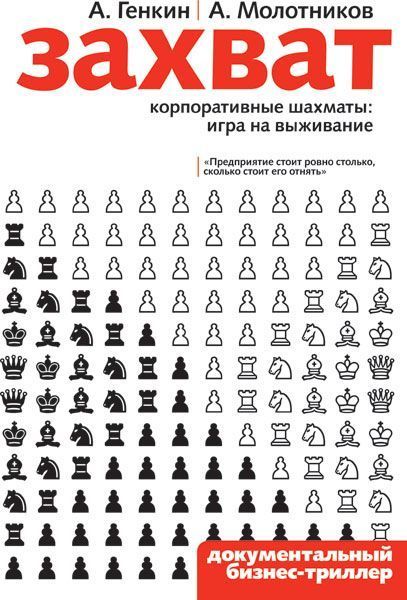 А. Генкин | А. Молотников
захват
корпоративные шахматы:
игра на выживание
«Предприятие стоит ровно столько,
сколько стоит его отнять»
документальный
бизнес-триллер